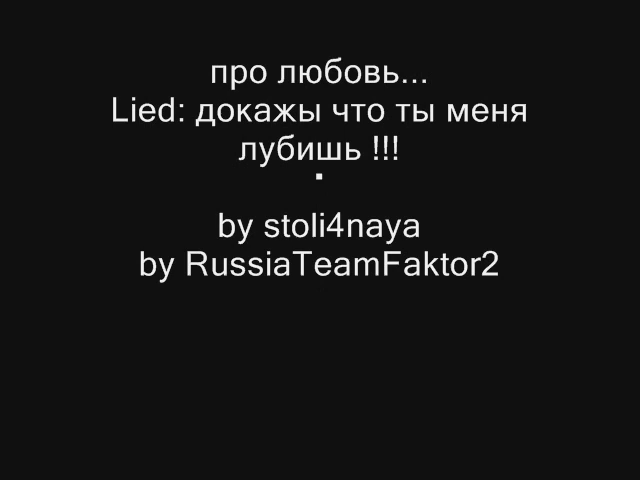 про любовь...
Lied: докажы что ты меня
лубишь !!!
.
by stoli4naya
by RussiaTeamFaktor2